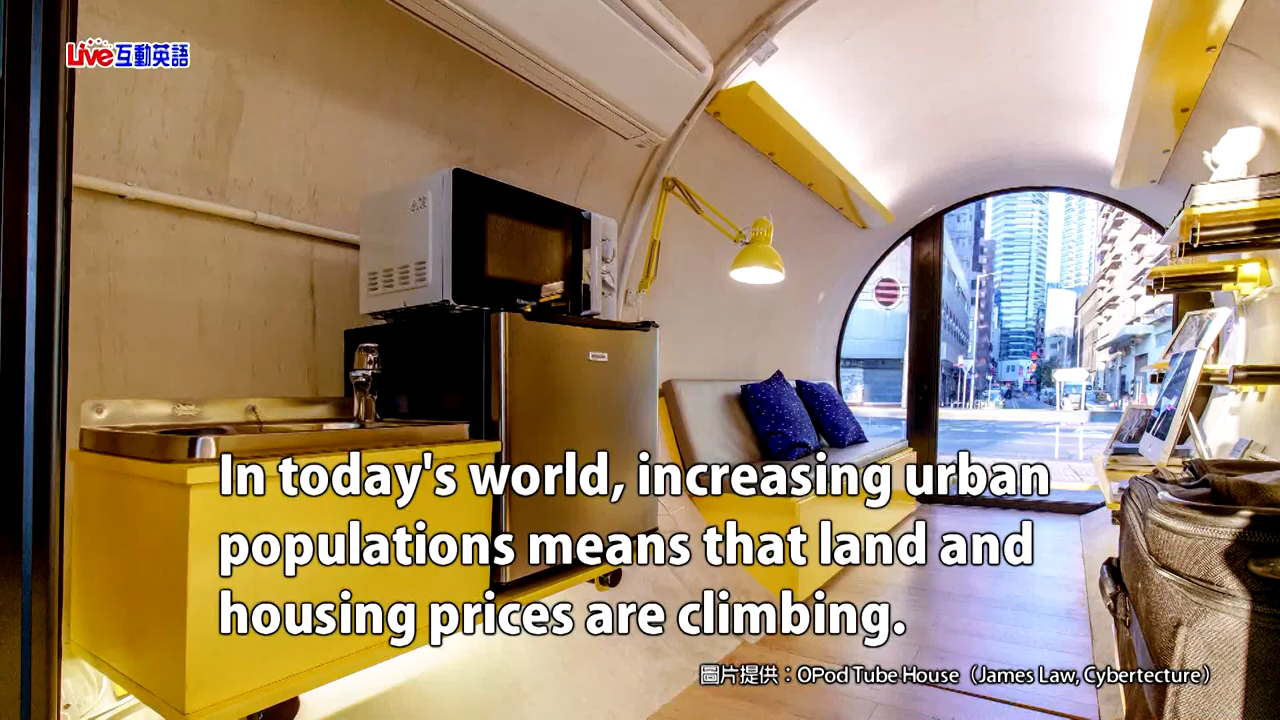 Live互動英語
In today's world, increasing urban
populations means that land and
housing prices are climbing.
圖片提供：OPod Tube House（James Law, Cybertecture）